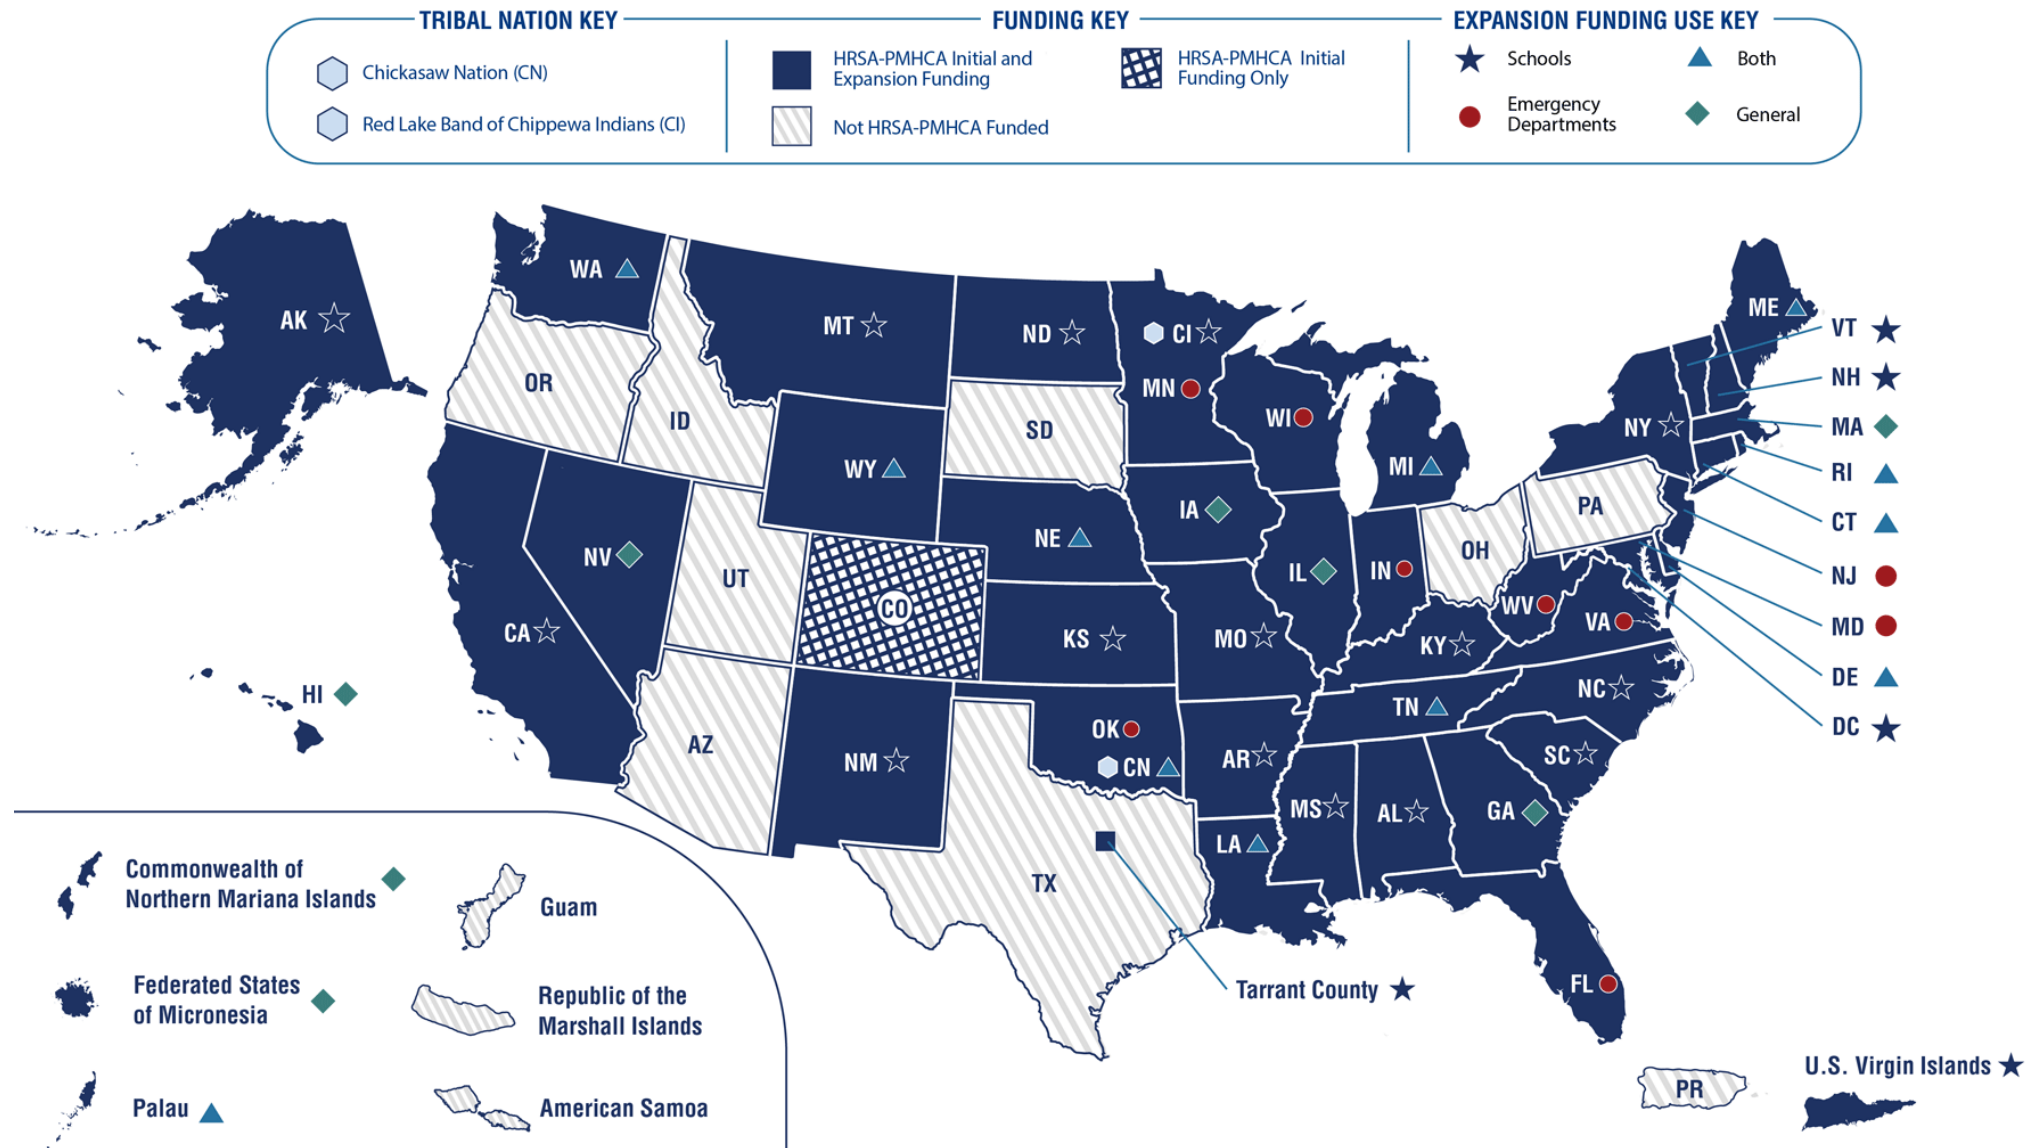 TRIBAL NATION KEY
Chickasaw Nation (CN)
Red Lake Band of Chippewa Indians (CI)
FUNDING KEY
HRSA-PMHCA Initial and
Expansion Funding
HRSA-PMHCA Initial
Funding Only
Not HRSA-PMHCA Funded
EXPANSION FUNDING USE KEY
Schools
Both
Emergency
Departments
General
AK
WA
MT
ND
CI
MN
ME
VT
NH
OR
ID
SD
WI
NY
MA
WY
MI
RI
IA
PA
CT
NE
NV
UT
CO
IL
IN
OH
NJ
WV
VA
MD
CA
KS
MO
KY
DE
HI
NC
TN
DC
AZ
NM
OK
CN
AR
SC
MS
AL
GA
LA
TX
FL
Tarrant County
Commonwealth of
Northern Mariana Islands
Guam
Federated States
of Micronesia
Republic of the
Marshall Islands
Palau
American Samoa
PR
U.S. Virgin Islands